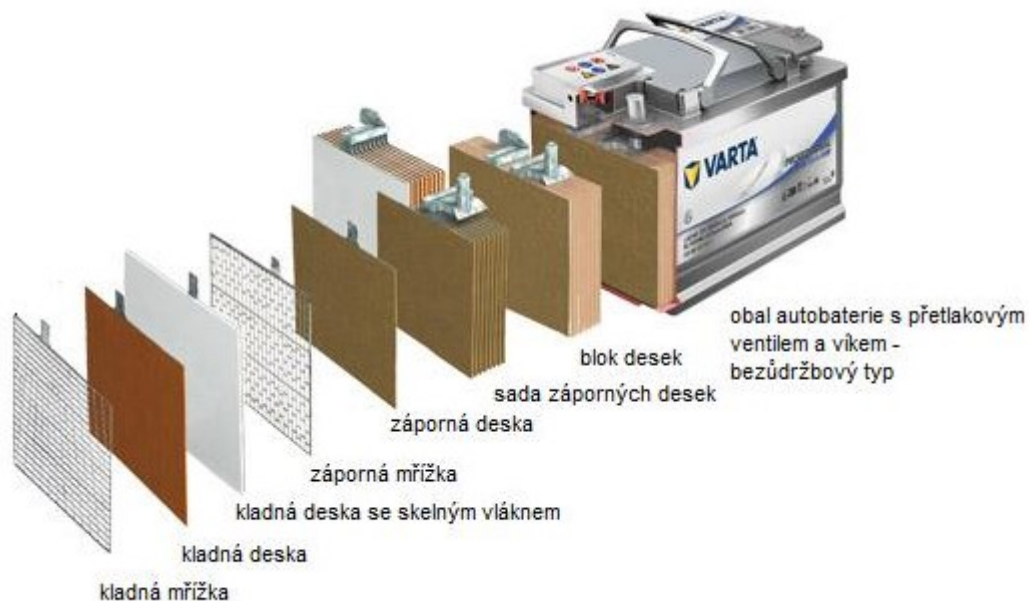 VARTA
obal autobaterie s přetlakovým
ventilem a víkem -
bezúdržbový typ
blok desek
sada záporných desek
záporná deska
záporná mřížka
kladná deska se skelným vláknem
kladná deska
kladná mřížka